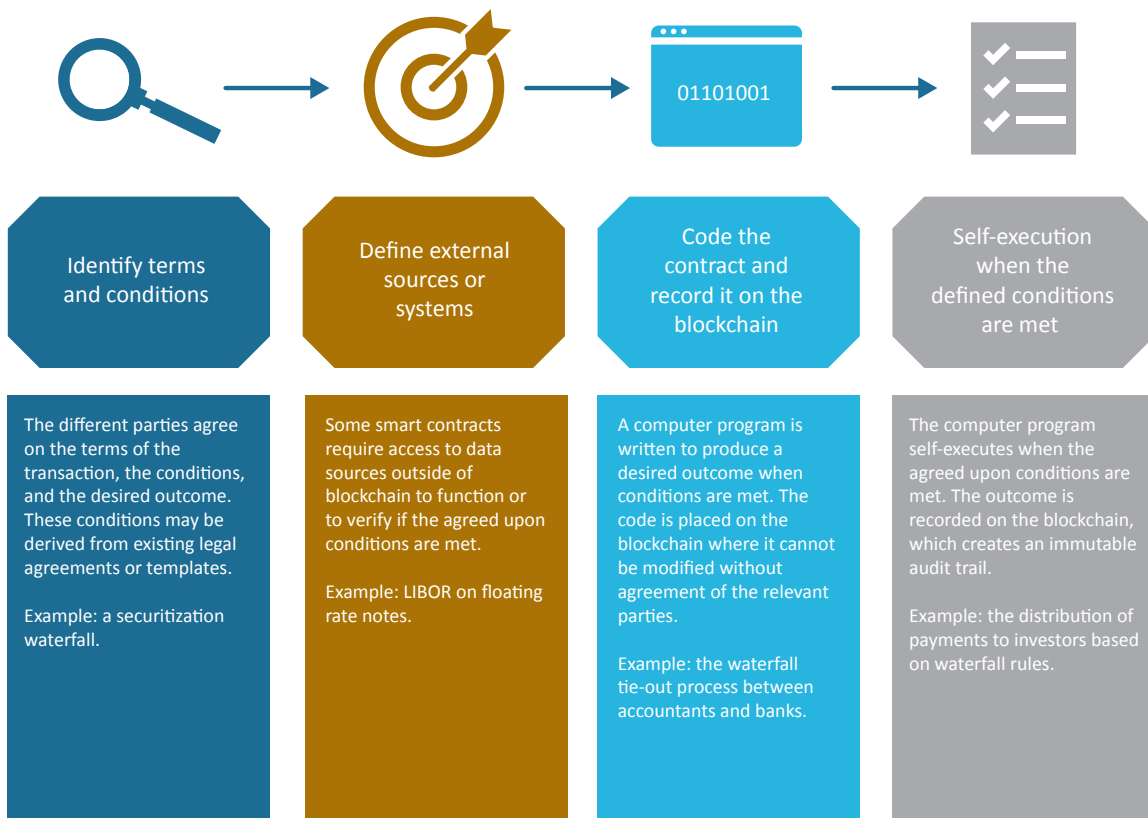 01101001
Identify terms
and conditions
Define external
sources or
systems
Code the
contract and
record it on the
blockchain
Self-execution
when the
defined conditions
are met
The different parties agree
on the terms of the
transaction, the conditions,
and the desired outcome.
These conditions may be
derived from existing legal
agreements or templates.
Example: a securitization
waterfall.
Some smart contracts
require access to data
sources outside of
blockchain to function or
to verify if the agreed upon
conditions are met.
Example: LIBOR on floating
rate notes.
A computer program is
written to produce a
desired outcome when
conditions are met. The
code is placed on the
blockchain where it cannot
be modified without
agreement of the relevant
parties.
Example: the waterfall
tie-out process between
accountants and banks.
The computer program
self-executes when the
agreed upon conditions are
met. The outcome is
recorded on the blockchain,
which creates an immutable
audit trail.
Example: the distribution of
payments to investors based
on waterfall rules.